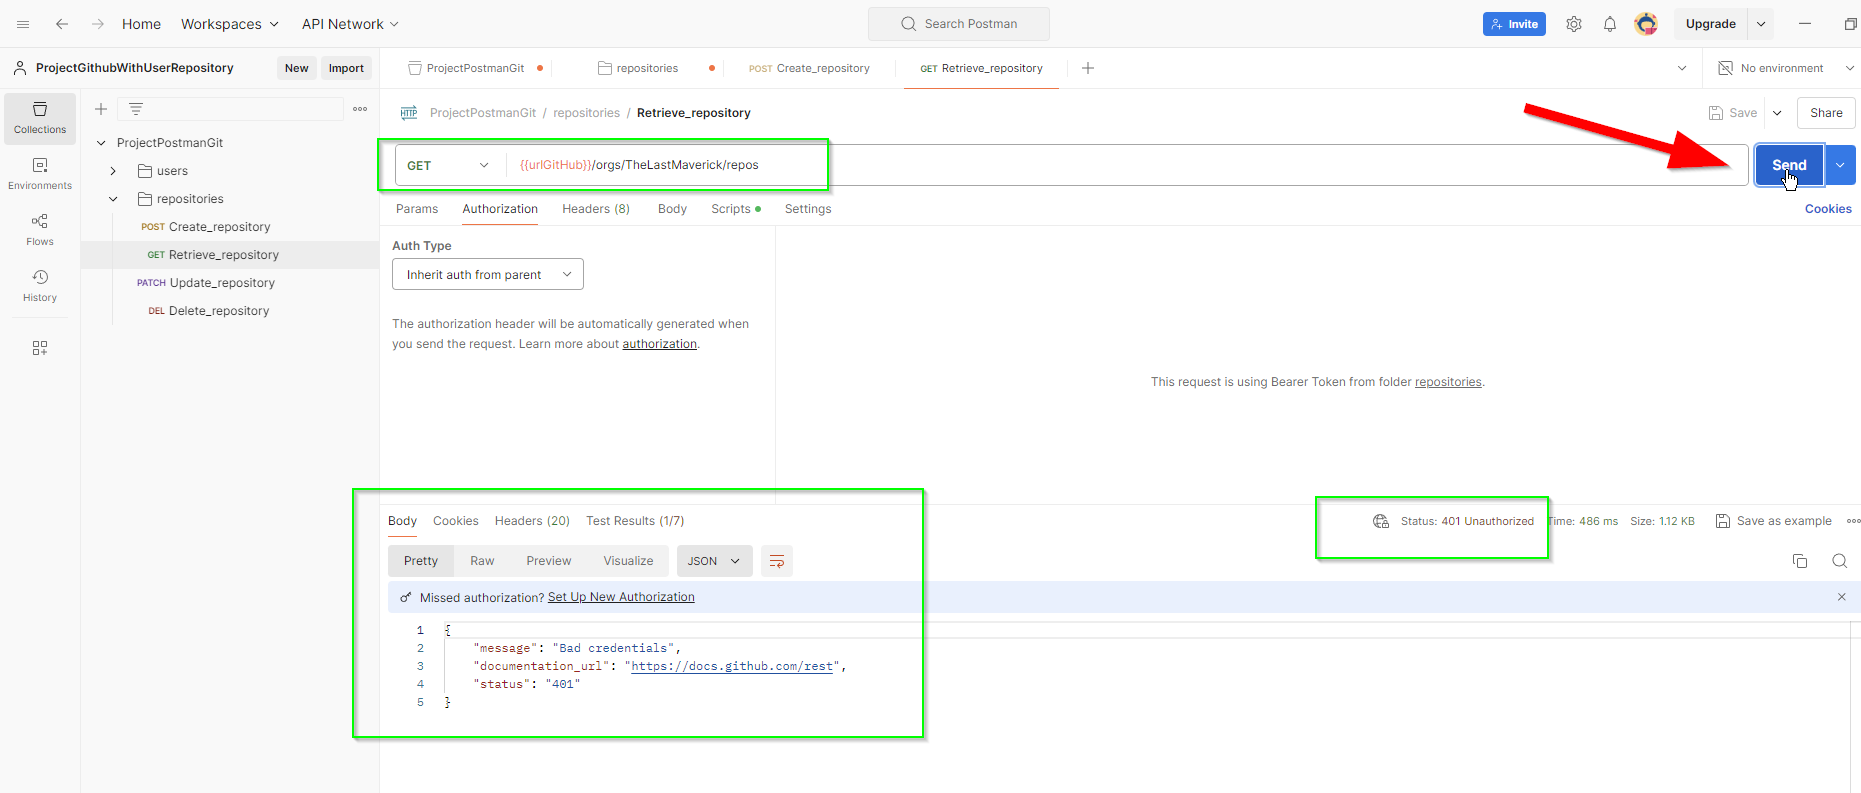 Home Workspaces API Network Search Postman Invite Upgrade
ProjectGithubWithUserRepository New Import ProjectPostmanGit repositories POST Create_repository GET Retrieve_repository No environment
Collections
Environments
Flows
History
ProjectPostmanGit
users
repositories
POST Create_repository
GET Retrieve_repository
PATCH Update_repository
DEL Delete_repository
HTTP ProjectPostmanGit / repositories / Retrieve_repository Save Share
GET {{urlGitHub}}/orgs/TheLastMaverick/repos Send
Params Authorization Headers (8) Body Scripts Settings Cookies
Auth Type
Inherit auth from parent
The authorization header will be automatically generated when
you send the request. Learn more about authorization.
This request is using Bearer Token from folder repositories.
Body Cookies Headers (20) Test Results (1/7) Status: 401 Unauthorized Time: 486 ms Size: 1.12 KB Save as example
Pretty Raw Preview Visualize JSON
Missed authorization? Set Up New Authorization
1 {
2 "message": "Bad credentials",
3 "documentation_url": "https://docs.github.com/rest",
4 "status": "401"
5 }